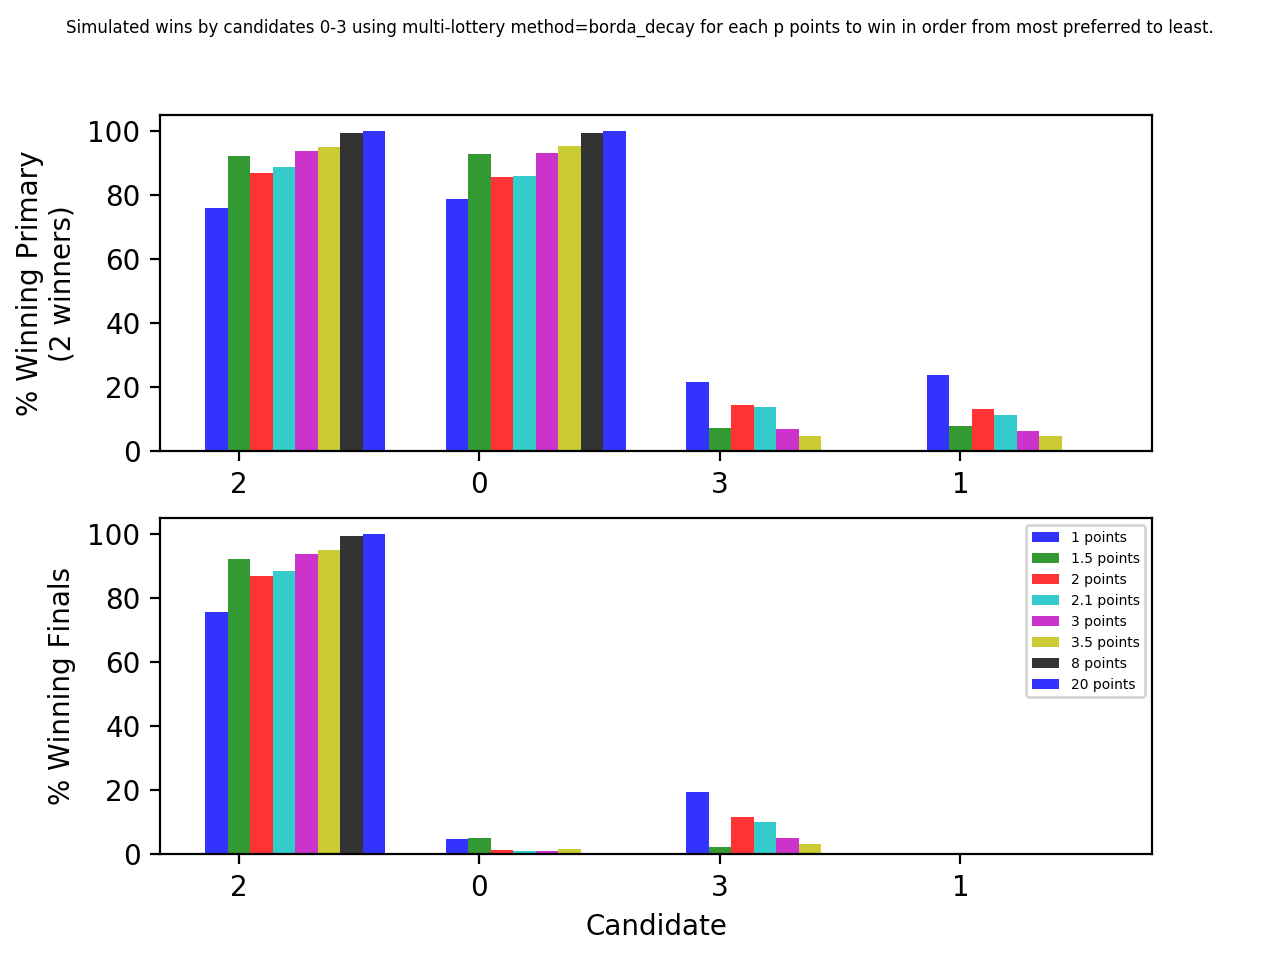 Simulated wins by candidates 0-3 using multi-lottery method=borda_decay for each p points to win in order from most preferred to least.
% Winning Primary
(2 winners)
100
80
60
40
20
0
2 0 3 1
% Winning Finals
100
80
60
40
20
0
1 points
1.5 points
2 points
2.1 points
3 points
3.5 points
8 points
20 points
2 0 3 1
Candidate